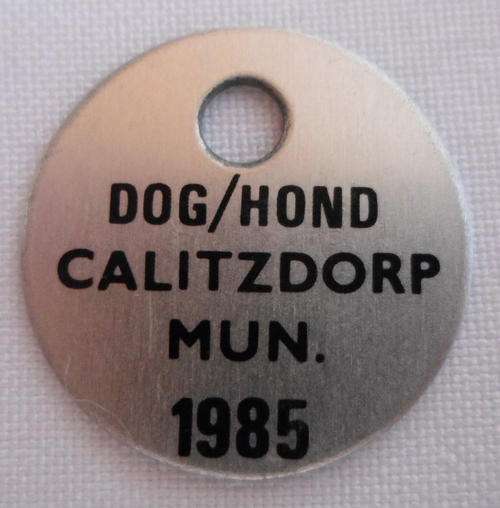 DOG/HOND
CALITZDORP
MUN.
1985